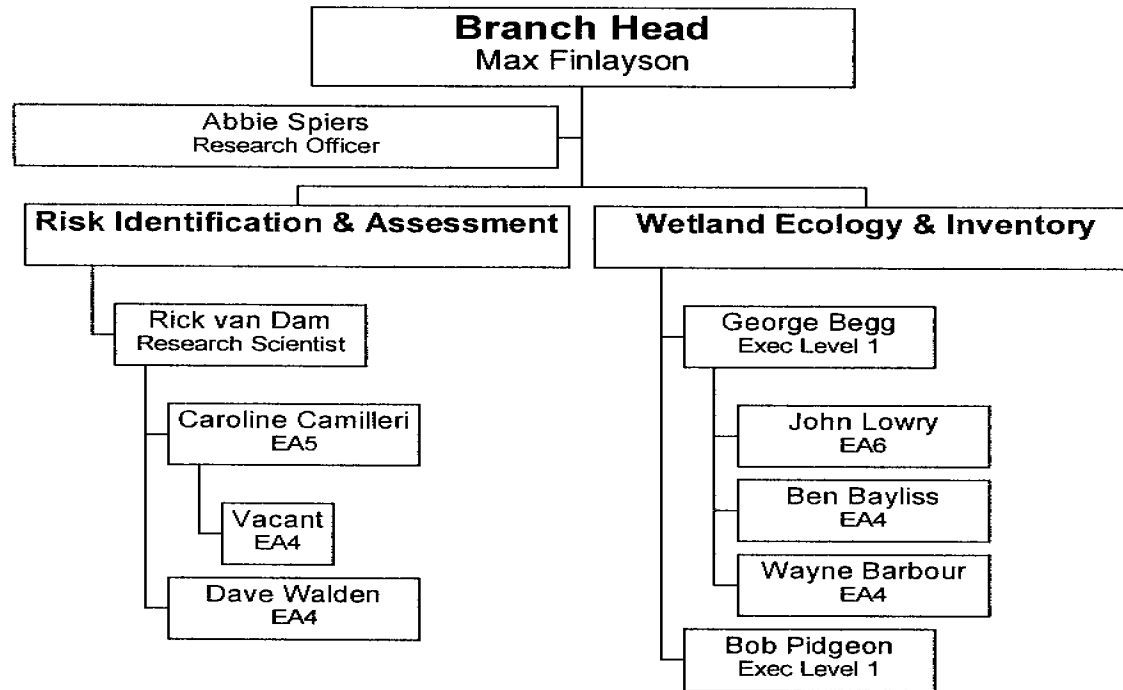 Branch Head
Max Finlayson
Abbie Spiers
Research Officer
Risk Identification & Assessment
Rick van Dam
Research Scientist
Caroline Camilleri
EA5
Vacant
EA4
Dave Walden
EA4
Wetland Ecology & Inventory
George Begg
Exec Level 1
John Lowry
EA6
Ben Bayliss
EA4
Wayne Barbour
EA4
Bob Pidgeon
Exec Level 1